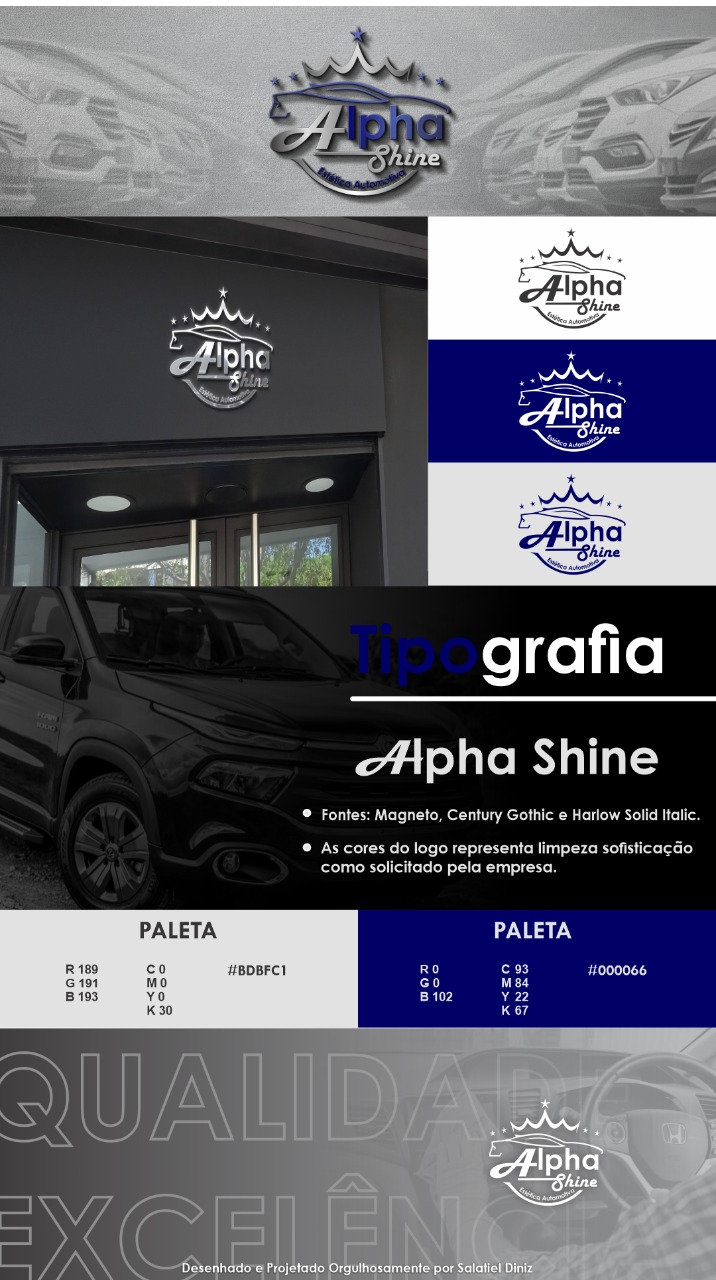 Alpha
Shine
Estética Automotiva
Alpha
Shine
Estética Automotiva
Alpha
Shine
Estética Automotiva
Alpha
Shine
Estética Automotiva
Alpha
Shine
Estética Automotiva
Tipografia
Alpha Shine
Fontes: Magneto, Century Gothic e Harlow Solid Italic.
As cores do logo representa limpeza sofisticação
como solicitado pela empresa.
PALETA
R 189 C 0 #BDBFC1
G 191 M 0
B 193 Y 0
K 30
PALETA
R 0 C 93 #000066
G 0 M 84
B 102 Y 22
K 67
QUALIDADE
Alpha
Shine
Estética Automotiva
EXCELÊNC
Desenhado e Projetado Orgulhosamente por Salatiel Diniz